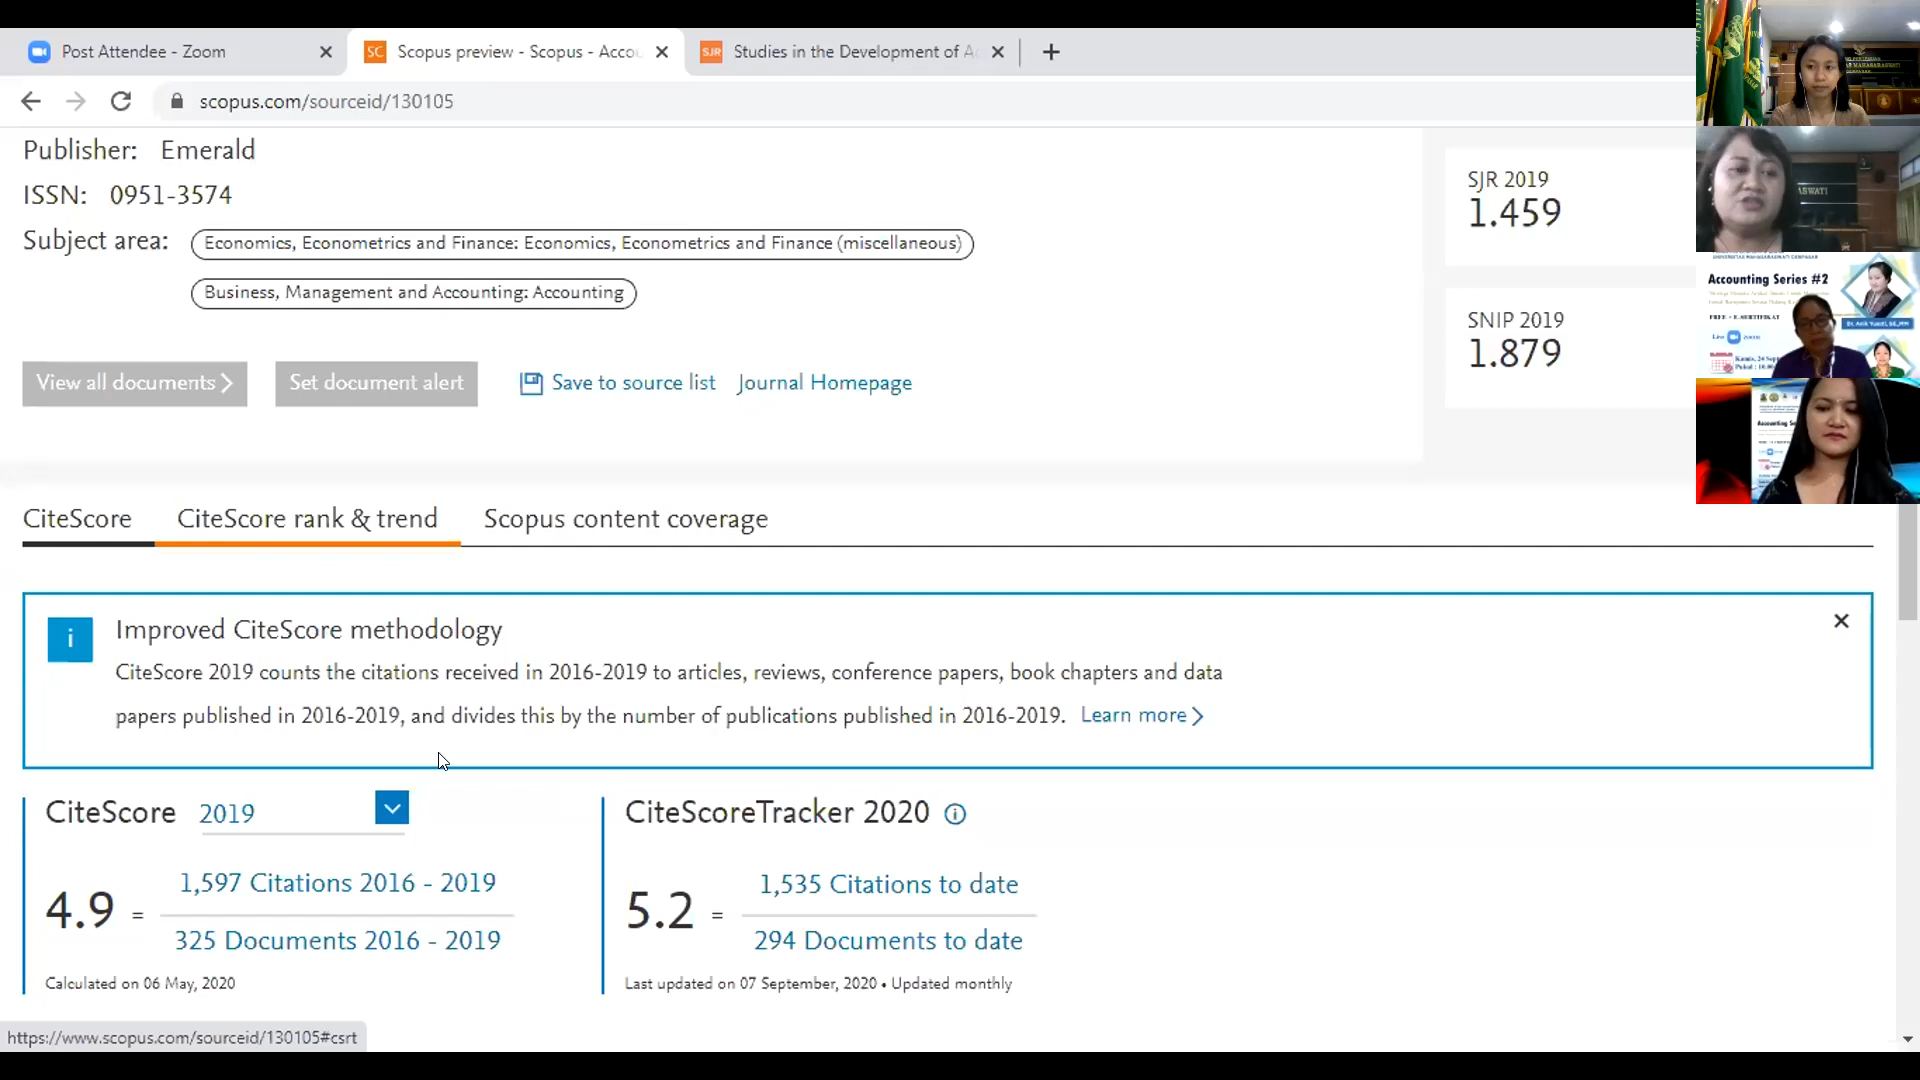 Post Attendee - Zoom
SC Scopus preview - Scopus - Acco
SJR Studies in the Development of A
scopus.com/sourceid/130105
Publisher: Emerald
ISSN: 0951-3574
Subject area: Economics, Econometrics and Finance: Economics, Econometrics and Finance (miscellaneous)
Business, Management and Accounting: Accounting
View all documents
Set document alert
Save to source list
Journal Homepage
SJR 2019
1.459
SNIP 2019
1.879
ASWATI
Accounting Series #2
FREE + E-SERTIFIKAT
Live zoom
CiteScore
CiteScore rank & trend
Scopus content coverage
i Improved CiteScore methodology
CiteScore 2019 counts the citations received in 2016-2019 to articles, reviews, conference papers, book chapters and data
papers published in 2016-2019, and divides this by the number of publications published in 2016-2019. Learn more
CiteScore 2019
4.9 = 1,597 Citations 2016 - 2019
325 Documents 2016 - 2019
Calculated on 06 May, 2020
CiteScoreTracker 2020
5.2 = 1,535 Citations to date
294 Documents to date
Last updated on 07 September, 2020 • Updated monthly
https://www.scopus.com/sourceid/130105#csrt